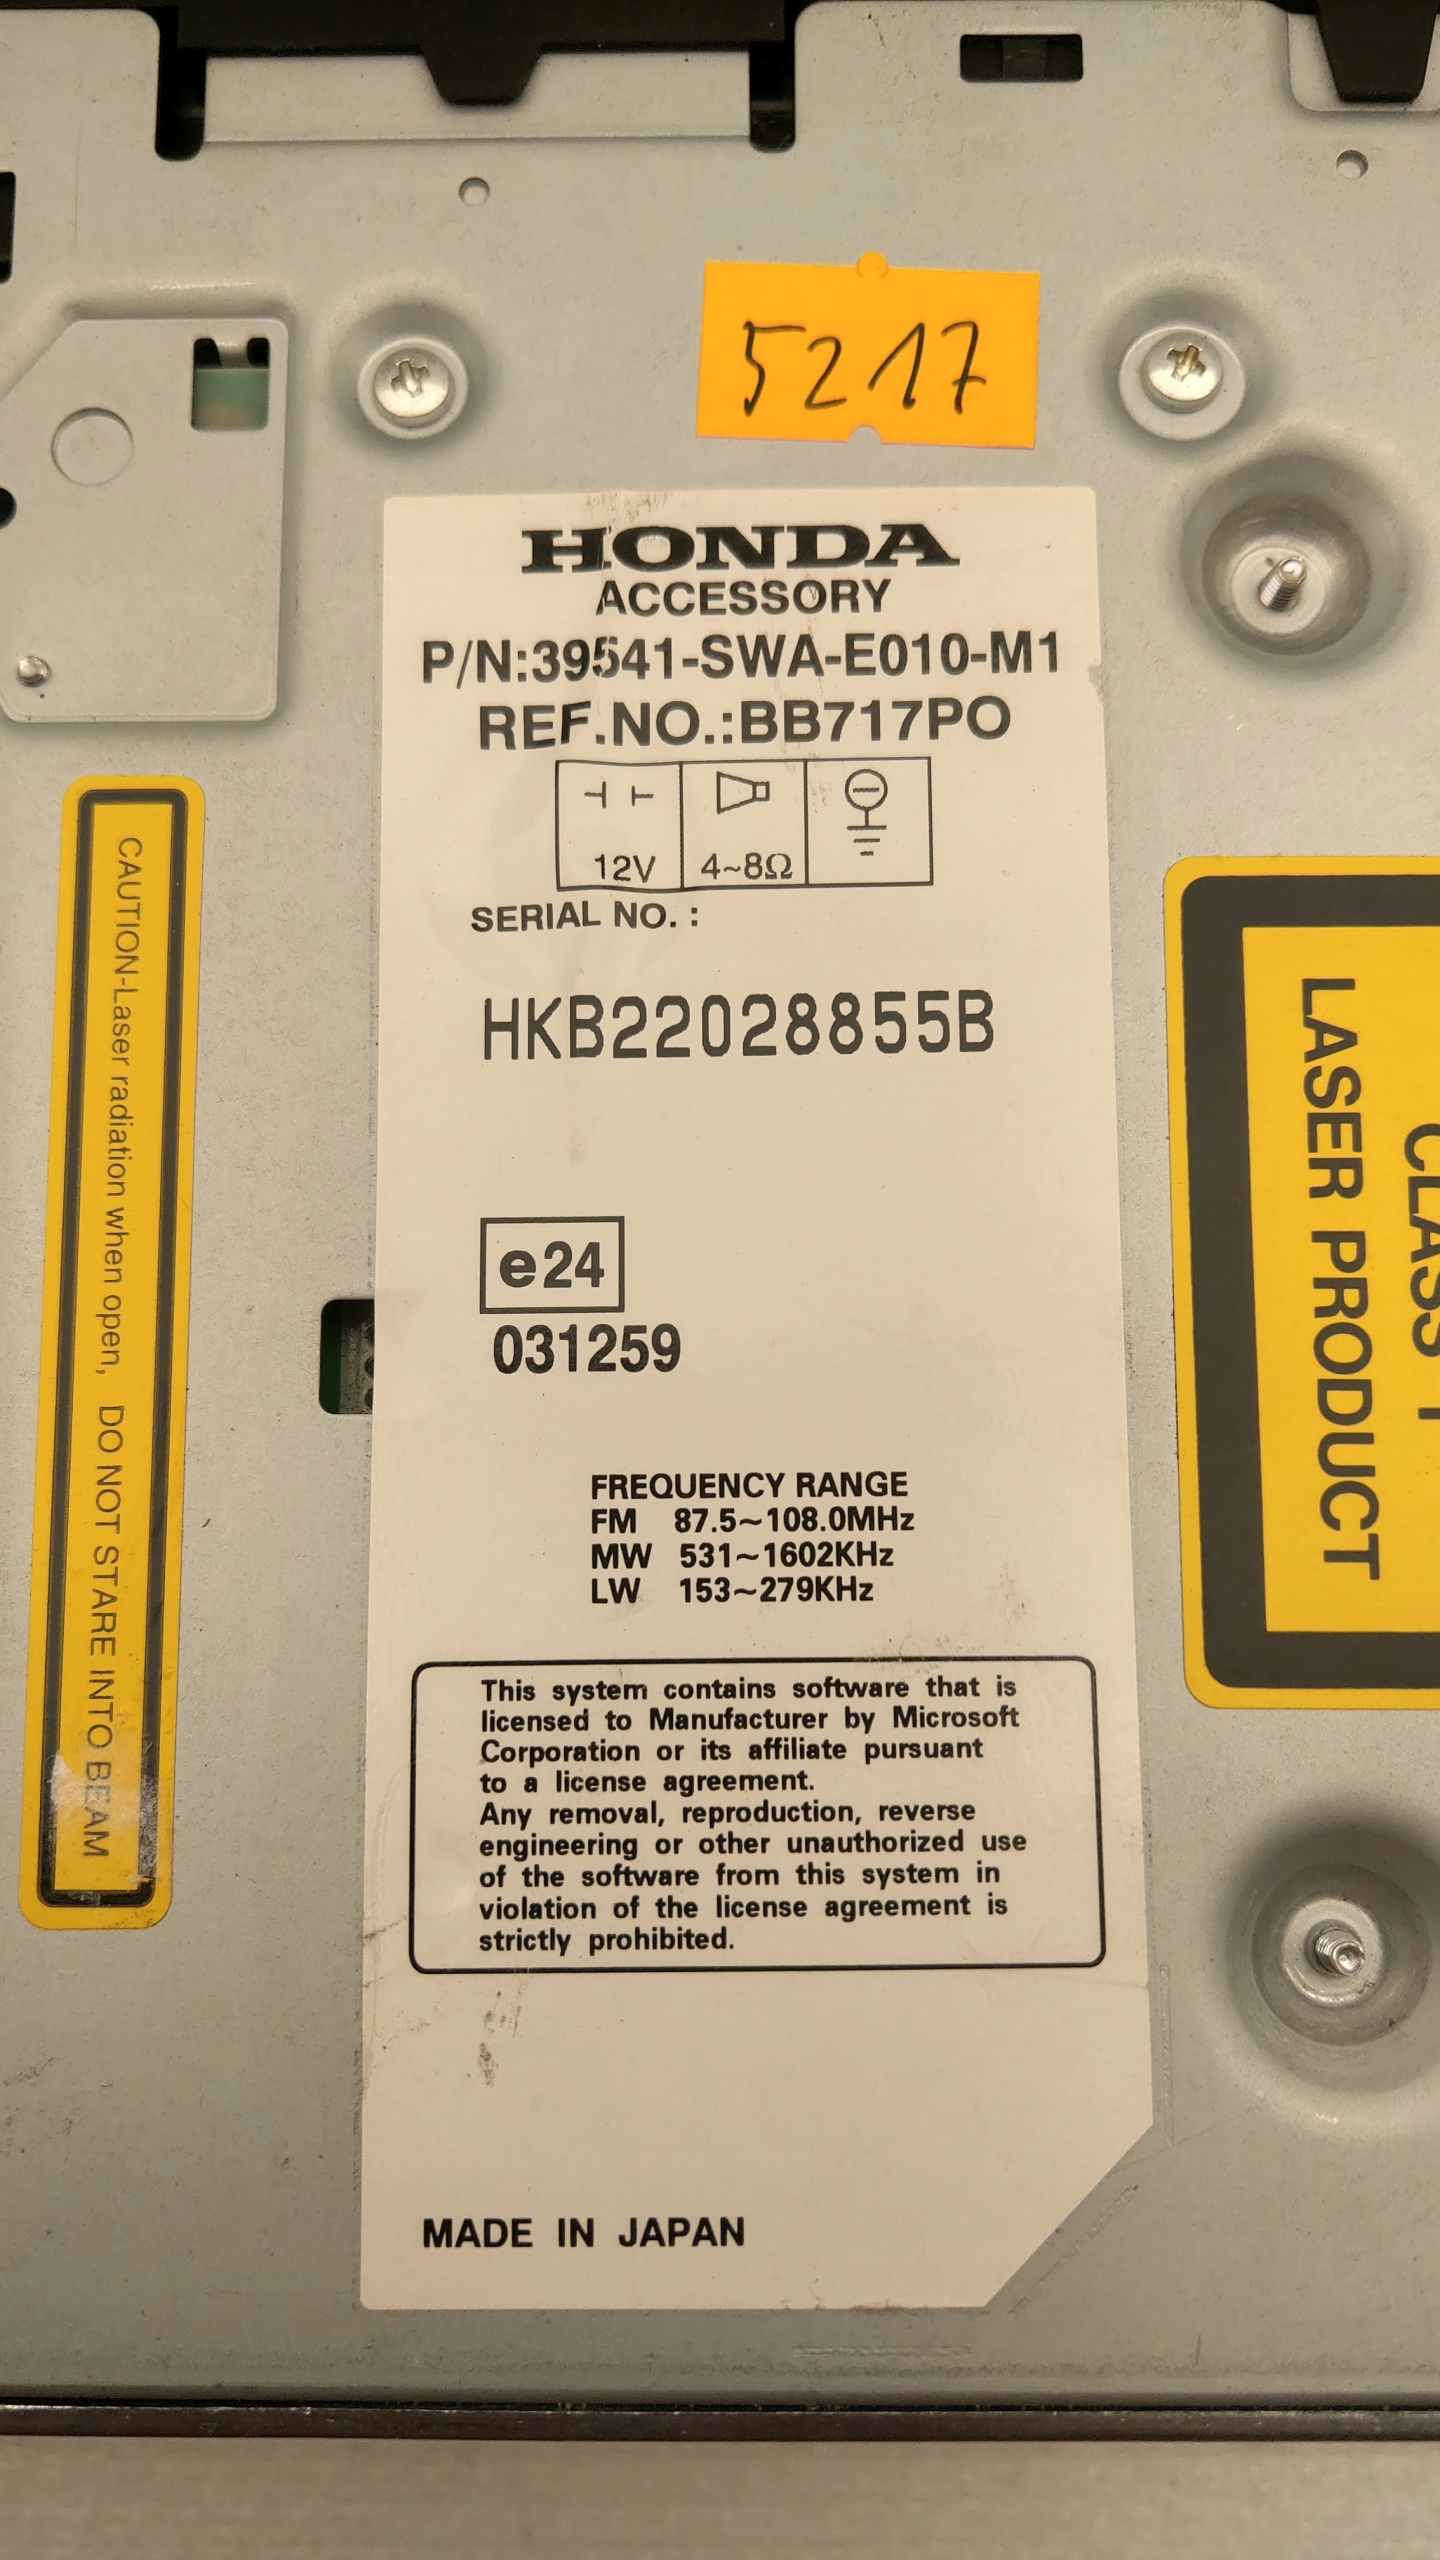 5217
HONDA
ACCESSORY
P/N:39541-SWA-E010-M1
REF.NO.:BB717PO
12V 4~8Ω
SERIAL NO. :
HKB22028855B
e24
031259
FREQUENCY RANGE
FM 87.5~108.0MHz
MW 531~1602KHz
LW 153~279KHz
This system contains software that is
licensed to Manufacturer by Microsoft
Corporation or its affiliate pursuant
to a license agreement.
Any removal, reproduction, reverse
engineering or other unauthorized use
of the software from this system in
violation of the license agreement is
strictly prohibited.
MADE IN JAPAN
CAUTION-Laser radiation when open, DO NOT STARE INTO BEAM
CLASS 1
LASER PRODUCT